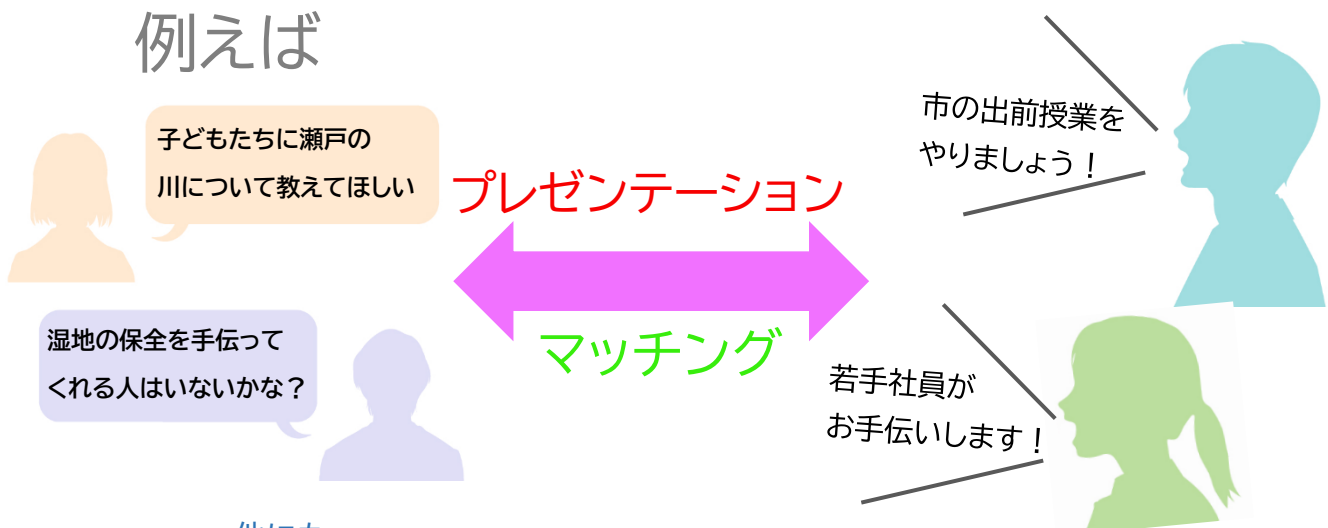 例えば
子どもたちに瀬戸の
川について教えてほしい
プレゼンテーション
マッチング
市の出前授業を
やりましょう！
湿地の保全を手伝って
くれる人はいないかな？
若手社員が
お手伝いします！